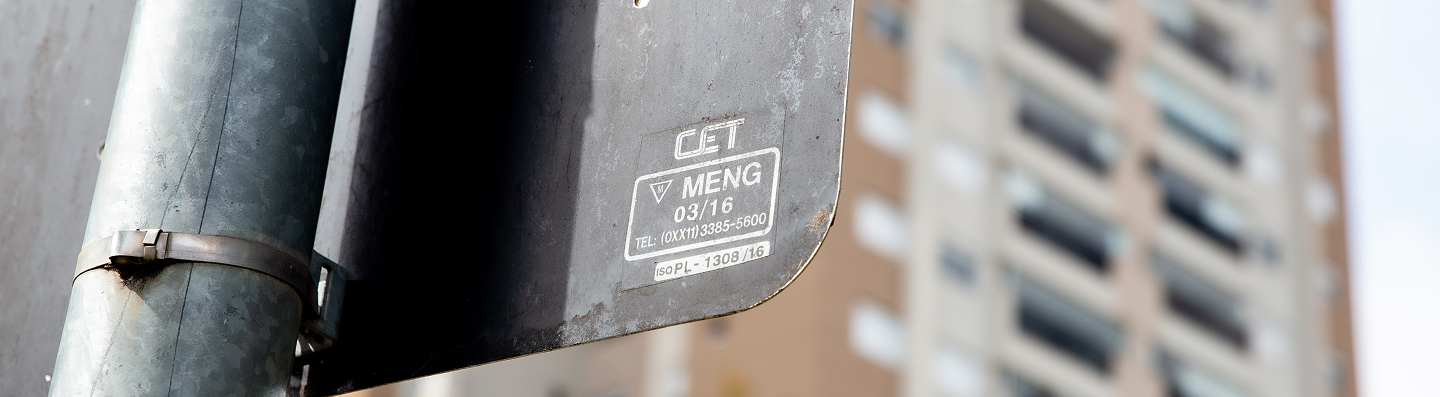 CET
M MENG
03/16
TEL: (0XX11) 3385-5600
ISO PL - 1308 /16